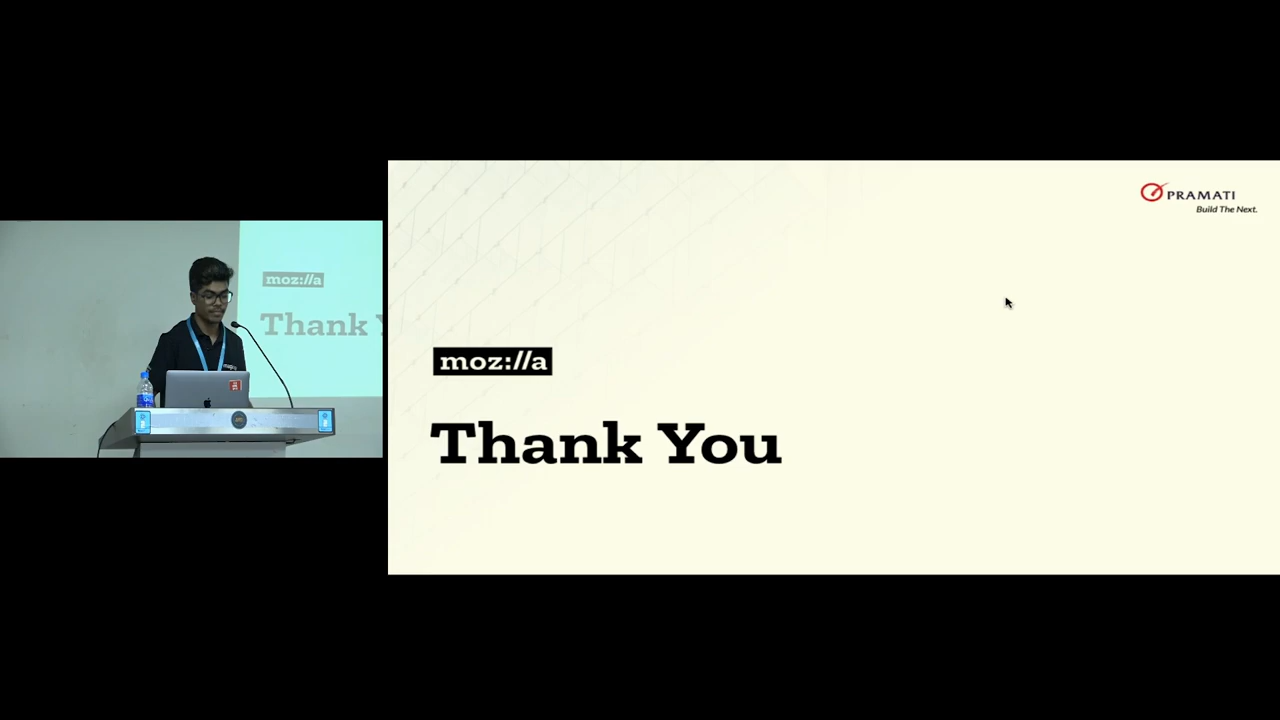 moz://a
Thank Y
PRAMATI
Build The Next.
moz://a
Thank You